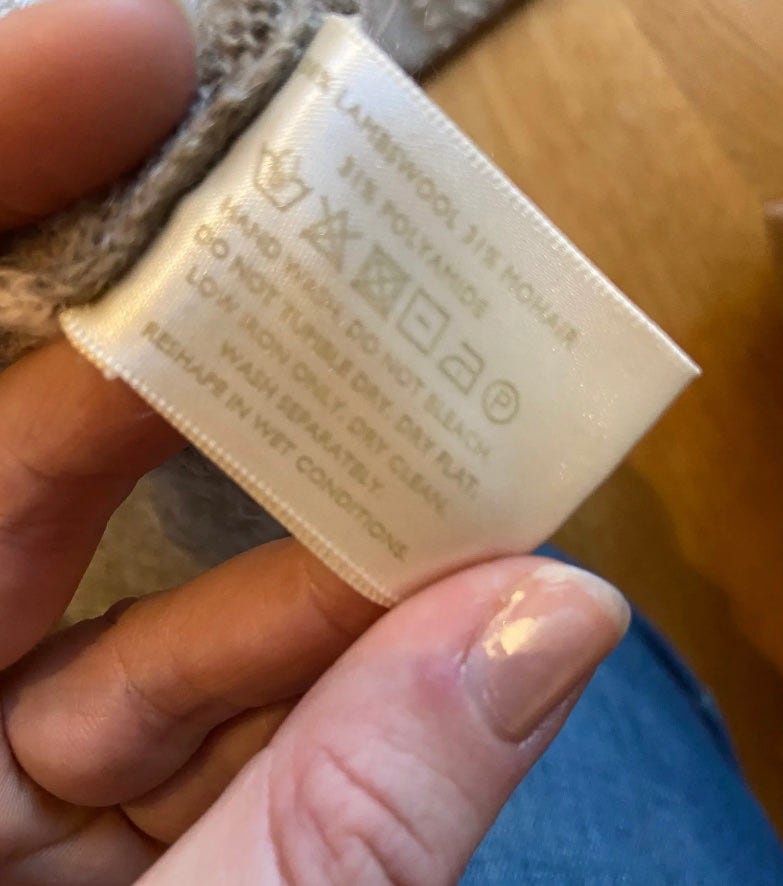 LAMBSWOOL 31% MOHAIR
31% POLYAMIDE
P
HAND WASH. DO NOT BLEACH.
DO NOT TUMBLE DRY. DRY FLAT.
LOW IRON ONLY. DRY CLEAN.
WASH SEPARATELY.
RESHAPE IN WET CONDITIONS.